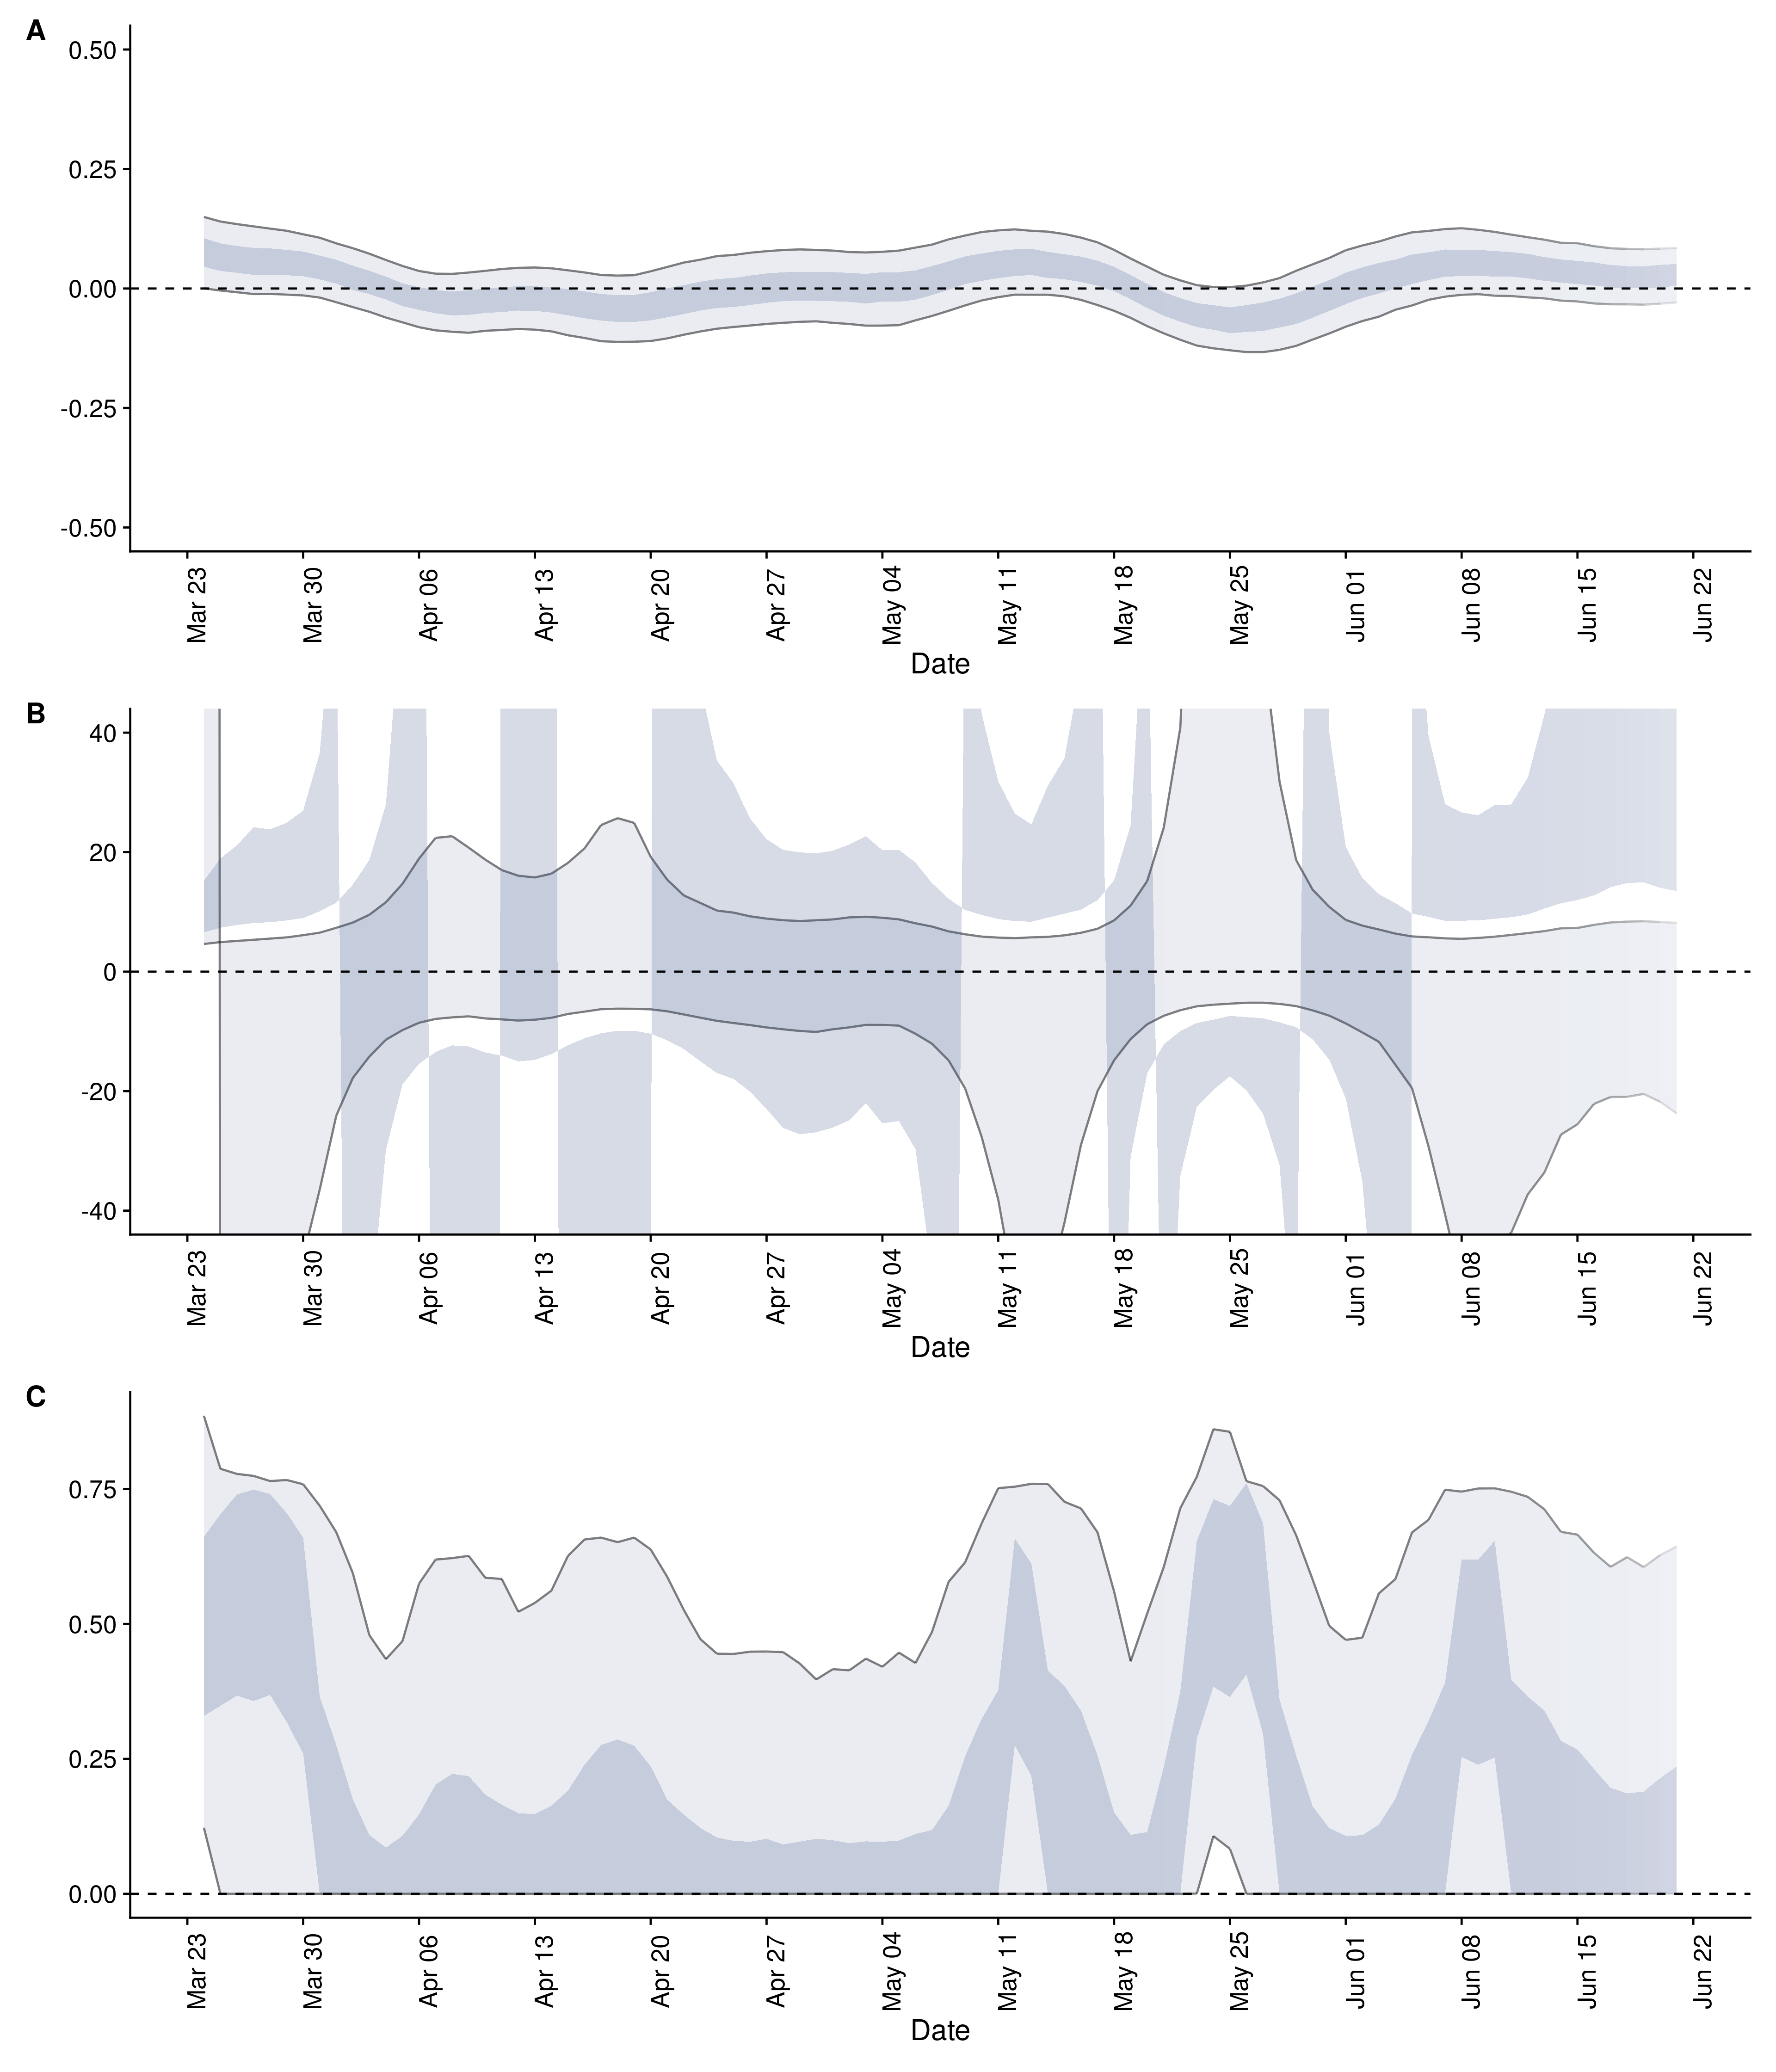 A
0.50
0.25
0.00
-0.25
-0.50
Mar 23
Mar 30
Apr 06
Apr 13
Apr 20
Apr 27
May 04
May 11
May 18
May 25
Jun 01
Jun 08
Jun 15
Jun 22
Date
B
40
20
0
-20
-40
Mar 23
Mar 30
Apr 06
Apr 13
Apr 20
Apr 27
May 04
May 11
May 18
May 25
Jun 01
Jun 08
Jun 15
Jun 22
Date
C
0.75
0.50
0.25
0.00
Mar 23
Mar 30
Apr 06
Apr 13
Apr 20
Apr 27
May 04
May 11
May 18
May 25
Jun 01
Jun 08
Jun 15
Jun 22
Date